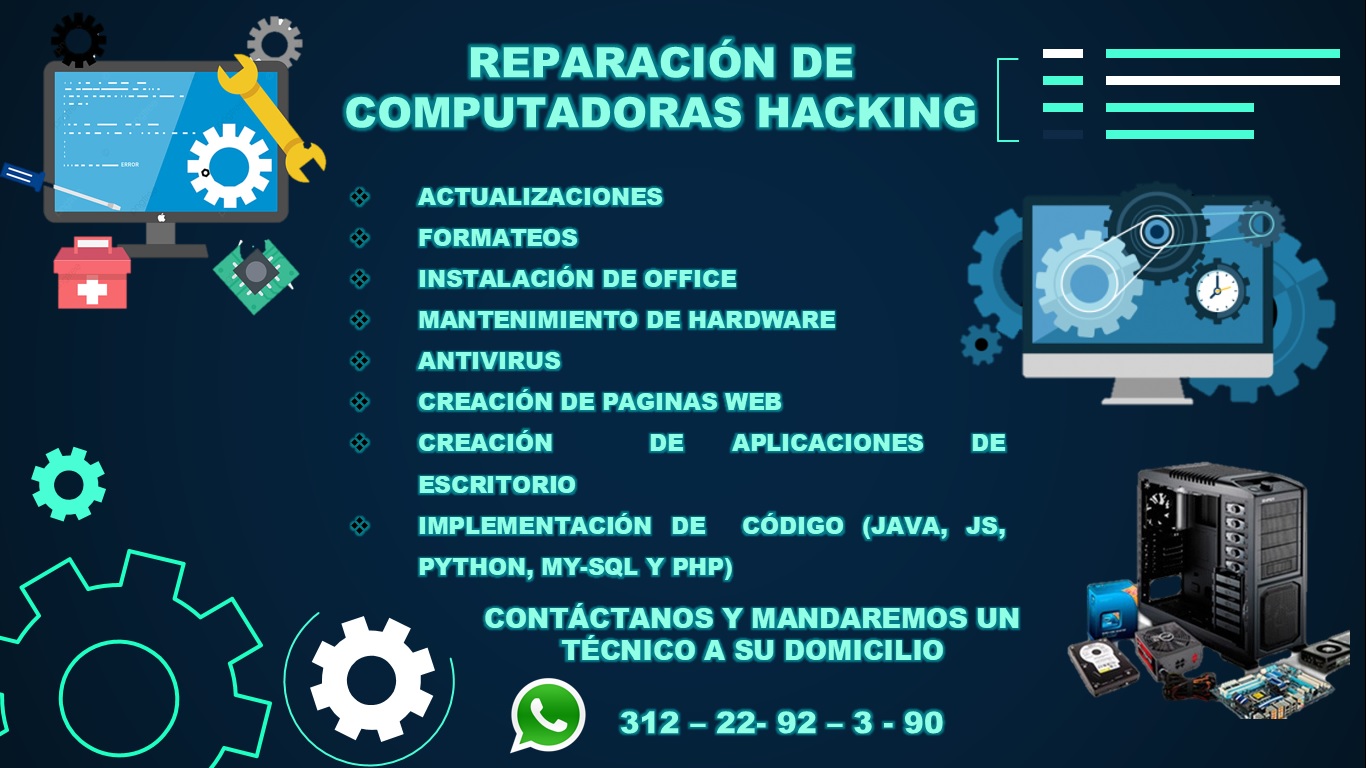 REPARACIÓN DE
COMPUTADORAS HACKING
ERROR
ACTUALIZACIONES
FORMATEOS
INSTALACIÓN DE OFFICE
MANTENIMIENTO DE HARDWARE
ANTIVIRUS
CREACIÓN DE PAGINAS WEB
CREACIÓN DE APLICACIONES DE
ESCRITORIO
IMPLEMENTACIÓN DE CÓDIGO (JAVA, JS,
PYTHON, MY-SQL Y PHP)
CONTÁCTANOS Y MANDAREMOS UN
TÉCNICO A SU DOMICILIO
312 – 22- 92 – 3 - 90